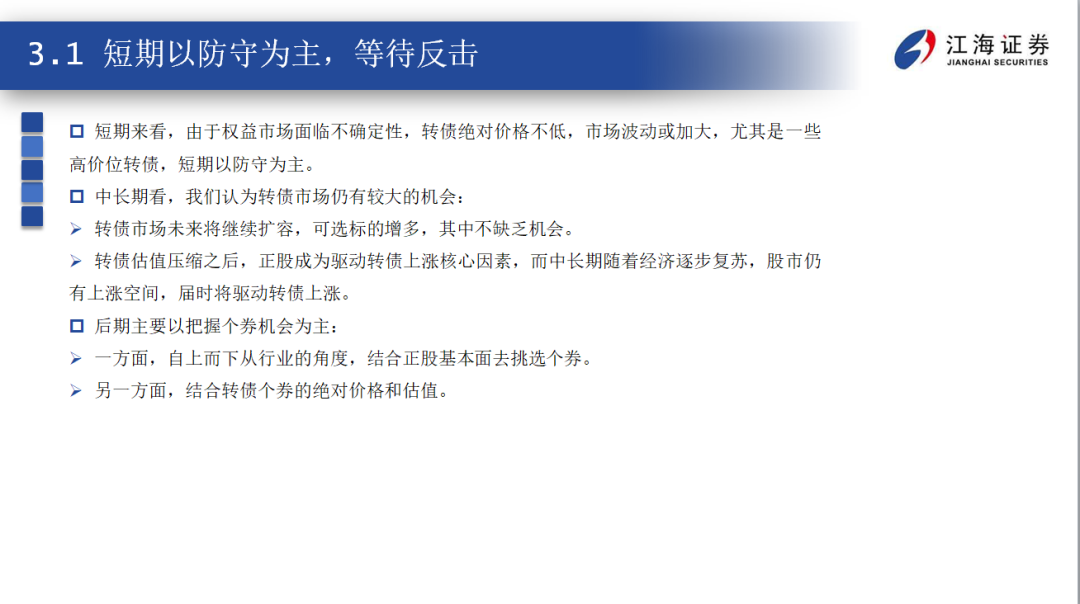 3.1 短期以防守为主，等待反击
江海证券
JIANGHAI SECURITIES
短期来看，由于权益市场面临不确定性，转债绝对价格不低，市场波动或加大，尤其是一些
高价位转债，短期以防守为主。
中长期看，我们认为转债市场仍有较大的机会：
转债市场未来将继续扩容，可选标的增多，其中不缺乏机会。
转债估值压缩之后，正股成为驱动转债上涨核心因素，而中长期随着经济逐步复苏，股市仍
有上涨空间，届时将驱动转债上涨。
后期主要以把握个券机会为主：
一方面，自上而下从行业的角度，结合正股基本面去挑选个券。
另一方面，结合转债个券的绝对价格和估值。